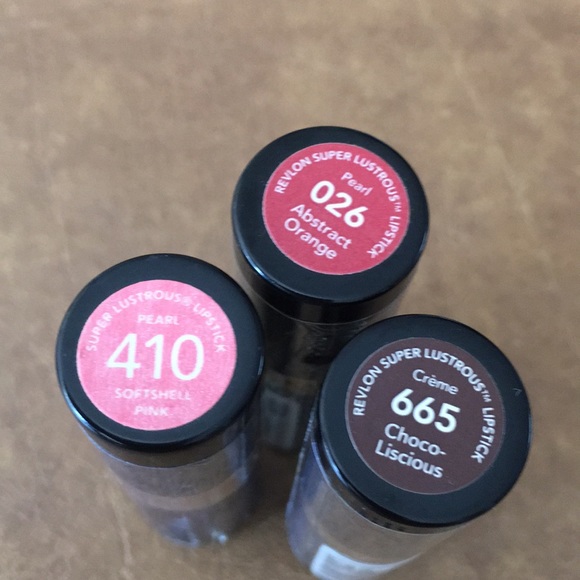 REVLON SUPER LUSTROUS™ LIPSTICK
Pearl
026
Abstract
Orange
SUPER LUSTROUS® LIPSTICK
PEARL
410
SOFTSHELL
PINK
REVLON SUPER LUSTROUS™ LIPSTICK
Crème
665
Choco-
Liscious